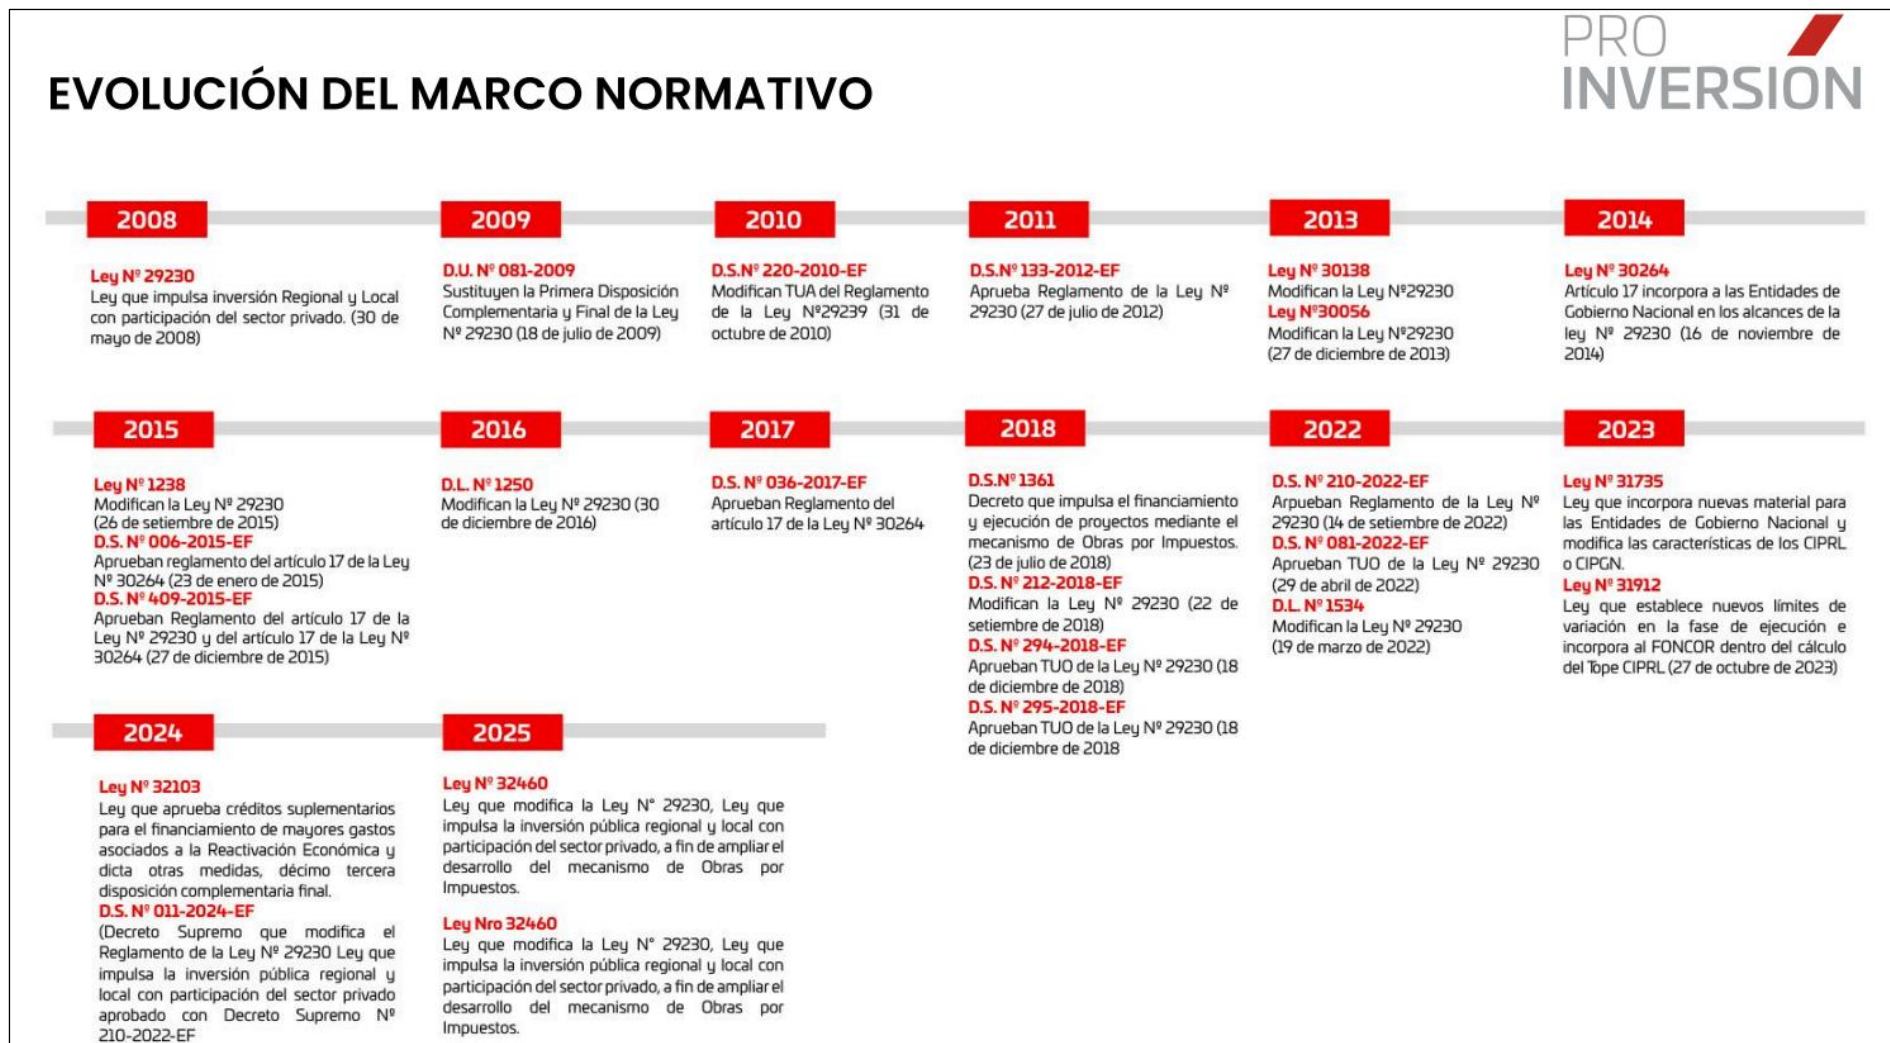 PRO
INVERSIÓN
EVOLUCIÓN DEL MARCO NORMATIVO
2008
Ley Nº 29230
Ley que impulsa inversión Regional y Local
con participación del sector privado. (30 de
mayo de 2008)
2009
D.U. Nº 081-2009
Sustituyen la Primera Disposición
Complementaria y Final de la Ley
Nº 29230 (18 de julio de 2009)
2010
D.S.Nº 220-2010-EF
Modifican TUA del Reglamento
de la Ley Nº29239 (31 de
octubre de 2010)
2011
D.S.Nº 133-2012-EF
Aprueba Reglamento de la Ley Nº
29230 (27 de julio de 2012)
2013
Ley Nº 30138
Modifican la Ley Nº29230
Ley Nº30056
Modifican la Ley Nº29230
(27 de diciembre de 2013)
2014
Ley Nº 30264
Artículo 17 incorpora a las Entidades de
Gobierno Nacional en los alcances de la
ley Nº 29230 (16 de noviembre de
2014)
2015
Ley Nº 1238
Modifican la Ley Nº 29230
(26 de setiembre de 2015)
D.S. Nº 006-2015-EF
Aprueban reglamento del artículo 17 de la Ley
Nº 30264 (23 de enero de 2015)
D.S. Nº 409-2015-EF
Aprueban Reglamento del artículo 17 de la
Ley Nº 29230 y del artículo 17 de la Ley Nº
30264 (27 de diciembre de 2015)
2016
D.L. Nº 1250
Modifican la Ley Nº 29230 (30
de diciembre de 2016)
2017
D.S. Nº 036-2017-EF
Aprueban Reglamento del
artículo 17 de la Ley Nº 30264
2018
D.S.Nº 1361
Decreto que impulsa el financiamiento
y ejecución de proyectos mediante el
mecanismo de Obras por Impuestos.
(23 de julio de 2018)
D.S. Nº 212-2018-EF
Modifican la Ley Nº 29230 (22 de
setiembre de 2018)
D.S. Nº 294-2018-EF
Aprueban TUO de la Ley Nº 29230 (18
de diciembre de 2018)
D.S. Nº 295-2018-EF
Aprueban TUO de la Ley Nº 29230 (18
de diciembre de 2018
2022
D.S. Nº 210-2022-EF
Arpueban Reglamento de la Ley Nº
29230 (14 de setiembre de 2022)
D.S. Nº 081-2022-EF
Aprueban TUO de la Ley Nº 29230
(29 de abril de 2022)
D.L. Nº 1534
Modifican la Ley Nº 29230
(19 de marzo de 2022)
2023
Ley Nº 31735
Ley que incorpora nuevas material para
las Entidades de Gobierno Nacional y
modifica las características de los CIPRL
o CIPGN.
Ley Nº 31912
Ley que establece nuevos límites de
variación en la fase de ejecución e
incorpora al FONCOR dentro del cálculo
del Tope CIPRL (27 de octubre de 2023)
2024
Ley Nº 32103
Ley que aprueba créditos suplementarios
para el financiamiento de mayores gastos
asociados a la Reactivación Económica y
dicta otras medidas, décimo tercera
disposición complementaria final.
D.S. Nº 011-2024-EF
(Decreto Supremo que modifica el
Reglamento de la Ley Nº 29230 Ley que
impulsa la inversión pública regional y
local con participación del sector privado
aprobado con Decreto Supremo Nº
210-2022-EF
2025
Ley Nº 32460
Ley que modifica la Ley N° 29230, Ley que
impulsa la inversión pública regional y local con
participación del sector privado, a fin de ampliar el
desarrollo del mecanismo de Obras por
Impuestos.
Ley Nro 32460
Ley que modifica la Ley N° 29230, Ley que
impulsa la inversión pública regional y local con
participación del sector privado, a fin de ampliar el
desarrollo del mecanismo de Obras por
Impuestos.